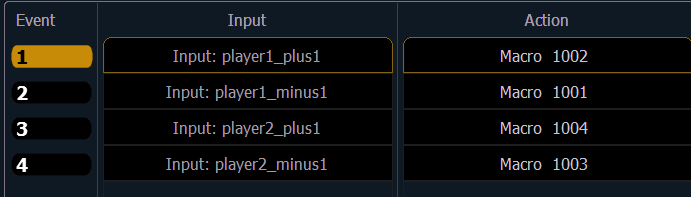 Event Input Action
1 Input: player1_plus1 Macro 1002
2 Input: player1_minus1 Macro 1001
3 Input: player2_plus1 Macro 1004
4 Input: player2_minus1 Macro 1003